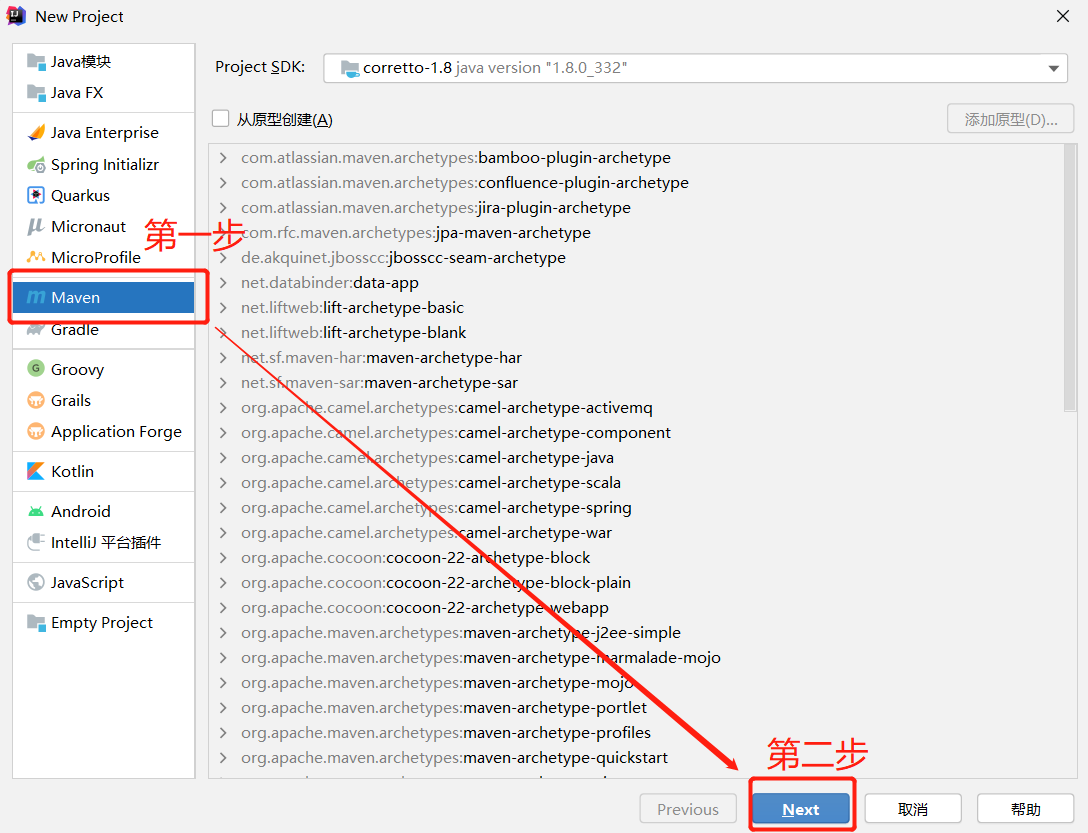 New Project
Java模块
Java FX
Java Enterprise
Spring Initializr
Quarkus
Micronaut
MicroProfile
第一步
Maven
Gradle
Groovy
Grails
Application Forge
Kotlin
Android
IntelliJ 平台插件
JavaScript
Empty Project
Project SDK: corretto-1.8 java version "1.8.0_332"
从原型创建(A) 添加原型(D)...
com.atlassian.maven.archetypes:bamboo-plugin-archetype
com.atlassian.maven.archetypes:confluence-plugin-archetype
com.atlassian.maven.archetypes:jira-plugin-archetype
com.rfc.maven.archetypes:jpa-maven-archetype
de.akquinet.jbosscc:jbosscc-seam-archetype
net.databinder:data-app
net.liftweb:lift-archetype-basic
net.liftweb:lift-archetype-blank
net.sf.maven-har:maven-archetype-har
net.sf.maven-sar:maven-archetype-sar
org.apache.camel.archetypes:camel-archetype-activemq
org.apache.camel.archetypes:camel-archetype-component
org.apache.camel.archetypes:camel-archetype-java
org.apache.camel.archetypes:camel-archetype-scala
org.apache.camel.archetypes:camel-archetype-spring
org.apache.camel.archetypes:camel-archetype-war
org.apache.cocoon:cocoon-22-archetype-block
org.apache.cocoon:cocoon-22-archetype-block-plain
org.apache.cocoon:cocoon-22-archetype-webapp
org.apache.maven.archetypes:maven-archetype-j2ee-simple
org.apache.maven.archetypes:maven-archetype-marmalade-mojo
org.apache.maven.archetypes:maven-archetype-mojo
org.apache.maven.archetypes:maven-archetype-portlet
org.apache.maven.archetypes:maven-archetype-profiles
org.apache.maven.archetypes:maven-archetype-quickstart
第二步
Previous Next 取消 帮助